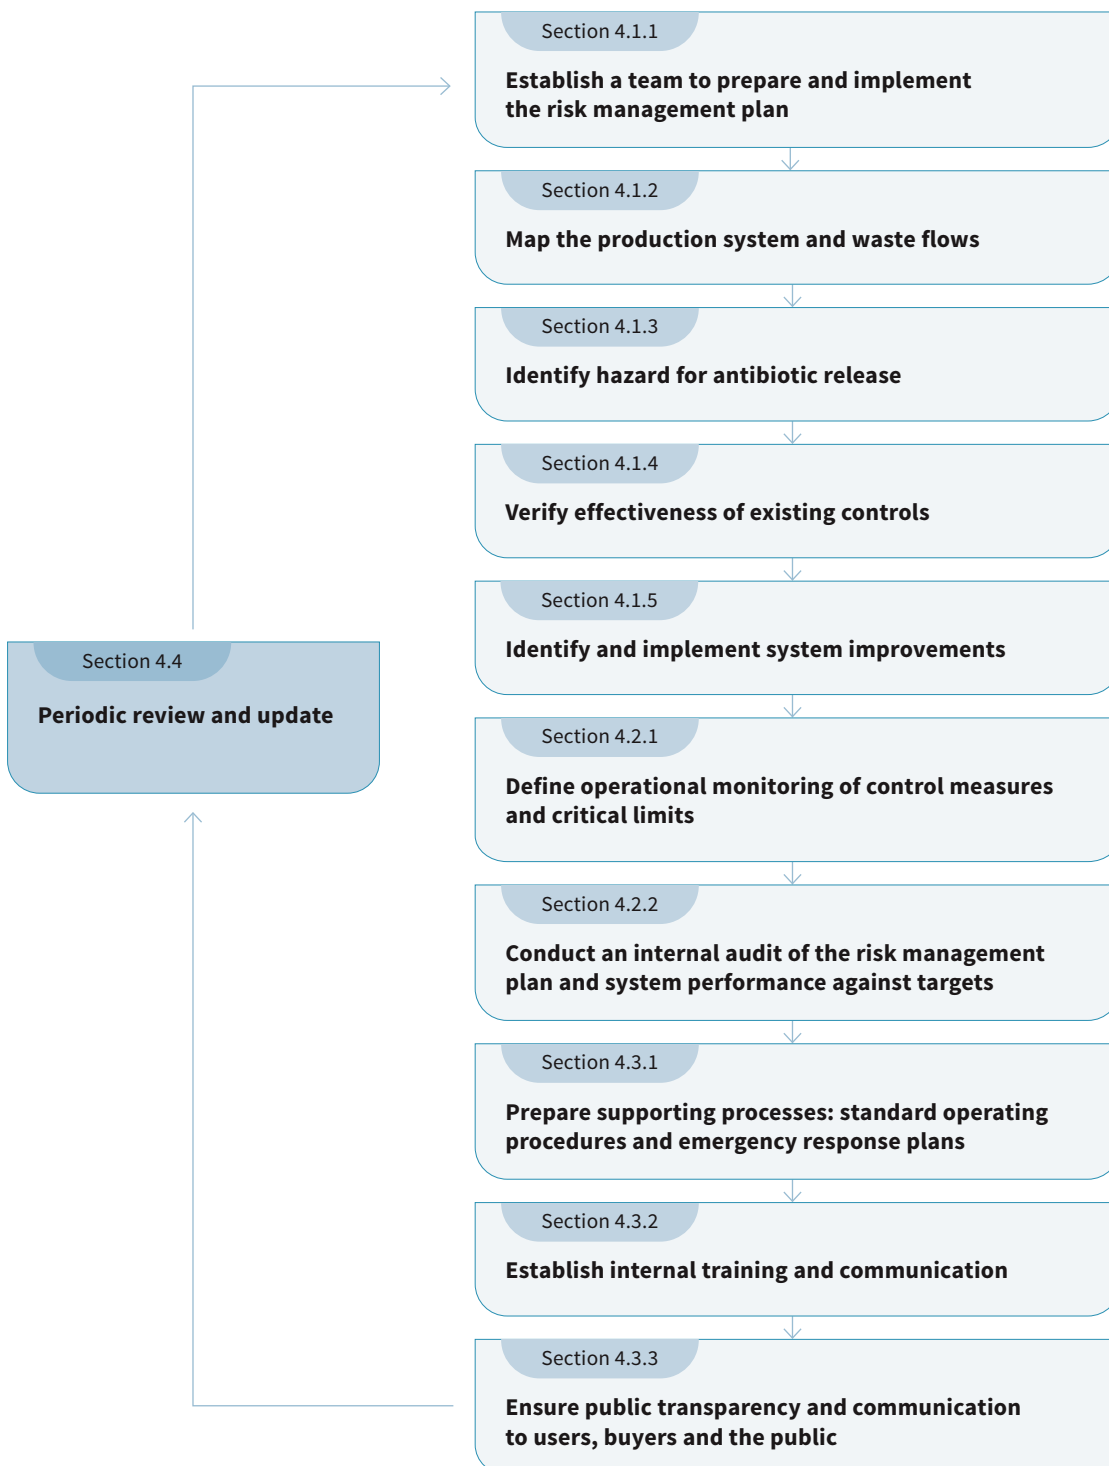 Section 4.1.1
Establish a team to prepare and implement
the risk management plan
Section 4.1.2
Map the production system and waste flows
Section 4.1.3
Identify hazard for antibiotic release
Section 4.1.4
Verify effectiveness of existing controls
Section 4.1.5
Identify and implement system improvements
Section 4.4
Periodic review and update
Section 4.2.1
Define operational monitoring of control measures
and critical limits
Section 4.2.2
Conduct an internal audit of the risk management
plan and system performance against targets
Section 4.3.1
Prepare supporting processes: standard operating
procedures and emergency response plans
Section 4.3.2
Establish internal training and communication
Section 4.3.3
Ensure public transparency and communication
to users, buyers and the public